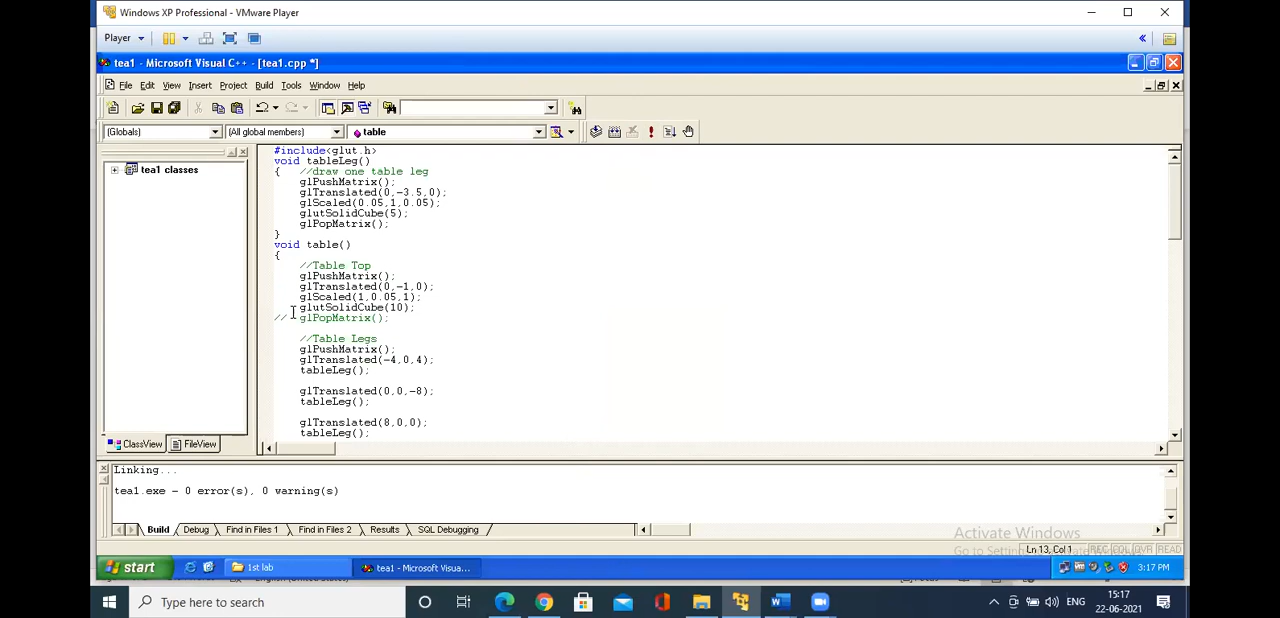 Windows XP Professional - VMware Player
Player
tea1 - Microsoft Visual C++ - [tea1.cpp *]
File Edit View Insert Project Build Tools Window Help
(Globals) (All global members) table
tea1 classes
#include<glut.h>
void tableLeg()
{ //draw one table leg
glPushMatrix();
glTranslated(0,-3.5,0);
glScaled(0.05,1,0.05);
glutSolidCube(5);
glPopMatrix();
}
void table()
{
//Table Top
glPushMatrix();
glTranslated(0,-1,0);
glScaled(1,0.05,1);
glutSolidCube(10);
// glPopMatrix();
//Table Legs
glPushMatrix();
glTranslated(-4,0,4);
tableLeg();
glTranslated(0,0,-8);
tableLeg();
glTranslated(8,0,0);
tableLeg();
ClassView FileView
Linking...
tea1.exe - 0 error(s), 0 warning(s)
Build Debug Find in Files 1 Find in Files 2 Results SQL Debugging
Activate Windows
Ln 13, Col 1 REC COL OVR READ
start 1st lab tea1 - Microsoft Visua... 3:17 PM
Type here to search
ENG
15:17
22-06-2021